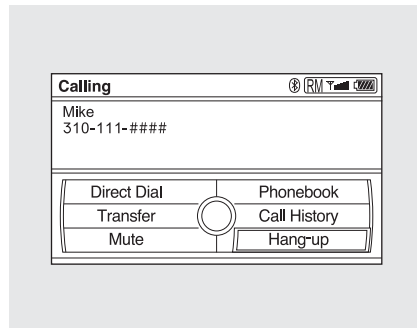 Calling RM
Mike
310-111-####
Direct Dial Phonebook
Transfer Call History
Mute Hang-up